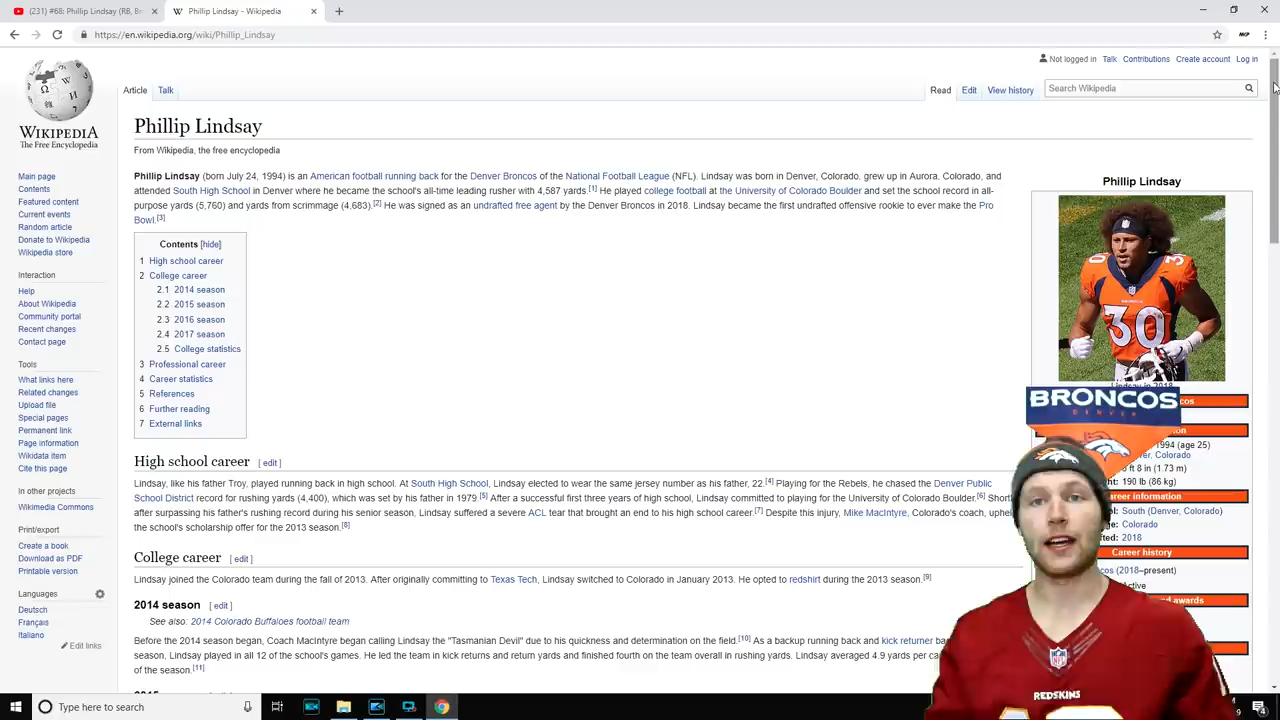 (231) #68: Phillip Lindsay (RB, Br
Phillip Lindsay - Wikipedia
https://en.wikipedia.org/wiki/Phillip_Lindsay
Not logged in Talk Contributions Create account Log in
Article Talk
Read Edit View history
Search Wikipedia
WIKIPEDIA
The Free Encyclopedia
Main page
Contents
Featured content
Current events
Random article
Donate to Wikipedia
Wikipedia store
Interaction
Help
About Wikipedia
Community portal
Recent changes
Contact page
Tools
What links here
Related changes
Upload file
Special pages
Permanent link
Page information
Wikidata item
Cite this page
In other projects
Wikimedia Commons
Print/export
Create a book
Download as PDF
Printable version
Languages
Deutsch
Français
Italiano
Edit links
Phillip Lindsay
From Wikipedia, the free encyclopedia
Phillip Lindsay (born July 24, 1994) is an American football running back for the Denver Broncos of the National Football League (NFL). Lindsay was born in Denver, Colorado, grew up in Aurora, Colorado, and
attended South High School in Denver where he became the school's all-time leading rusher with 4,587 yards.[1] He played college football at the University of Colorado Boulder and set the school record in all-
purpose yards (5,760) and yards from scrimmage (4,683).[2] He was signed as an undrafted free agent by the Denver Broncos in 2018. Lindsay became the first undrafted offensive rookie to ever make the Pro
Bowl.[3]
Contents [hide]
1 High school career
2 College career
2.1 2014 season
2.2 2015 season
2.3 2016 season
2.4 2017 season
2.5 College statistics
3 Professional career
4 Career statistics
5 References
6 Further reading
7 External links
High school career [ edit ]
Lindsay, like his father Troy, played running back in high school. At South High School, Lindsay elected to wear the same jersey number as his father, 22.[4] Playing for the Rebels, he chased the Denver Public
School District record for rushing yards (4,400), which was set by his father in 1979.[5] After a successful first three years of high school, Lindsay committed to playing for the University of Colorado Boulder.[6] Short
after surpassing his father's rushing record during his senior season, Lindsay suffered a severe ACL tear that brought an end to his high school career.[7] Despite this injury, Mike MacIntyre, Colorado's coach, uphe
the school's scholarship offer for the 2013 season.[8]
College career [ edit ]
Lindsay joined the Colorado team during the fall of 2013. After originally committing to Texas Tech, Lindsay switched to Colorado in January 2013. He opted to redshirt during the 2013 season.[9]
2014 season [ edit ]
See also: 2014 Colorado Buffaloes football team
Before the 2014 season began, Coach MacIntyre began calling Lindsay the "Tasmanian Devil" due to his quickness and determination on the field.[10] As a backup running back and kick returner
season, Lindsay played in all 12 of the school's games. He led the team in kick returns and return yards and finished fourth on the team overall in rushing yards. Lindsay averaged 4.9 yards per ca
of the season.[11]
Phillip Lindsay
30
30
BRONCOS
DENVER
1994 (age 25)
Colorado
ft 8 in (1.73 m)
190 lb (86 kg)
Career information
South (Denver, Colorado)
Colorado
2018
Career history
(2018–present)
Active
and awards
NFL
REDSKINS
Type here to search